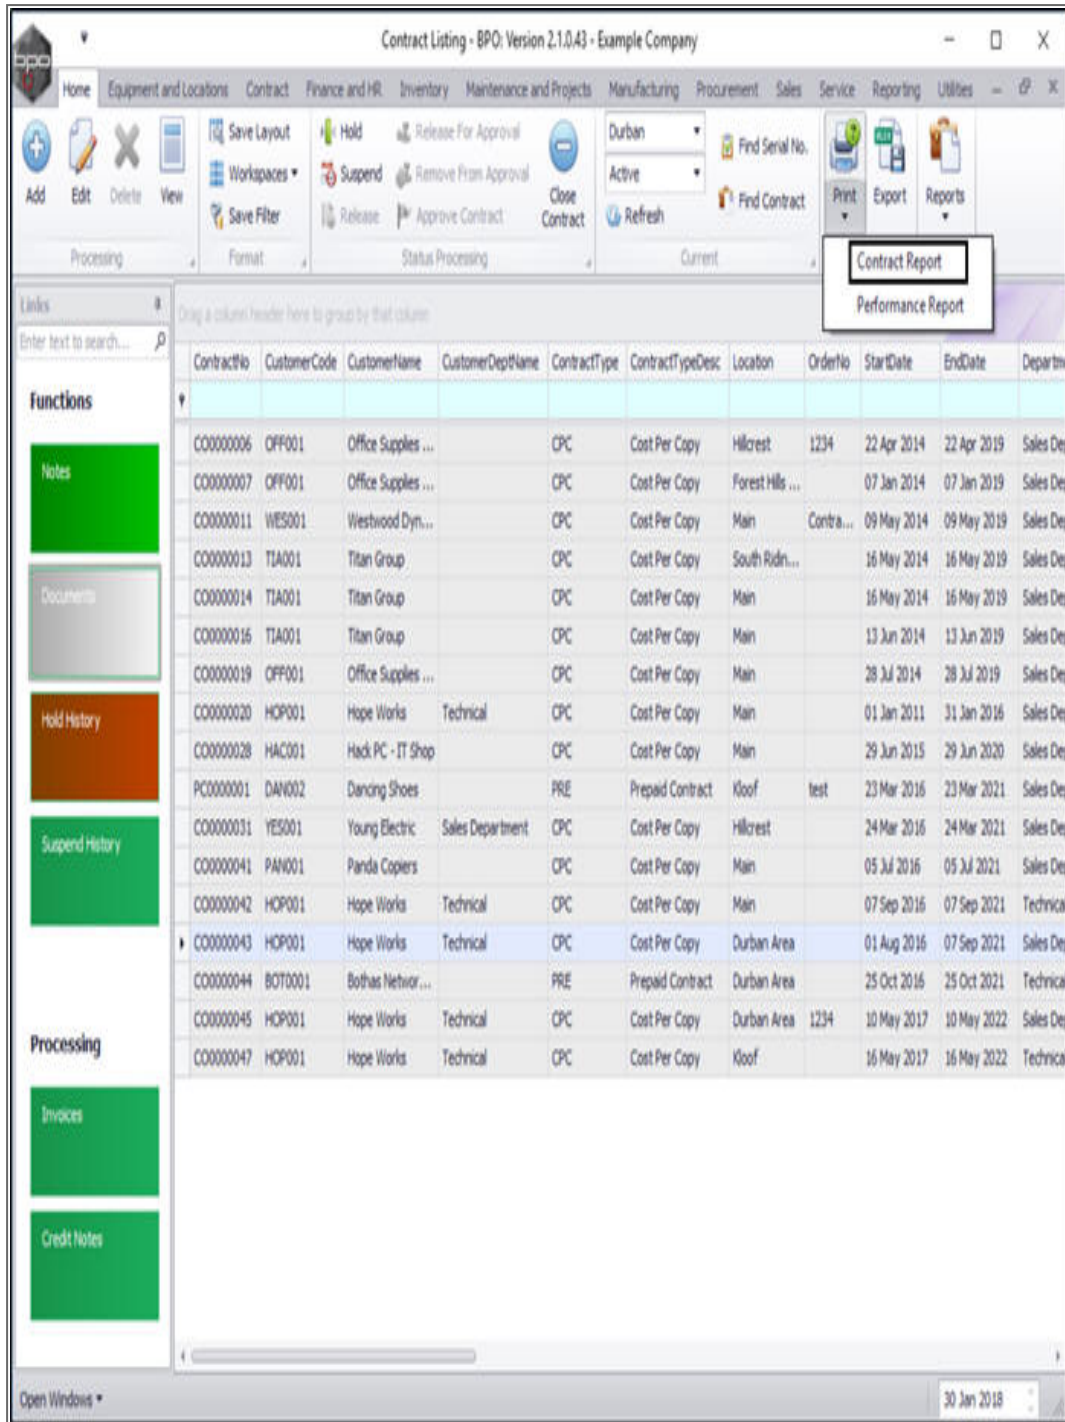 Contract Listing - BPO: Version 2.1.0.43 - Example Company
bpo
Home Equipment and Locations Contract Finance and HR Inventory Maintenance and Projects Manufacturing Procurement Sales Service Reporting Utilities
Add Edit Delete View
Save Layout
Workspaces
Save Filter
Hold
Suspend
Release
Release For Approval
Remove From Approval
Approve Contract
Close Contract
Durban
Active
Refresh
Find Serial No.
Find Contract
Print Export Reports
Processing Format Status Processing Current
Contract Report
Performance Report
Links
Enter text to search...
Functions
Notes
Documents
Hold History
Suspend History
Processing
Invoices
Credit Notes
Drag a column header here to group by that column
ContractNo CustomerCode CustomerName CustomerDeptName ContractType ContractTypeDesc Location OrderNo StartDate EndDate Departme
CO0000006 OFF001 Office Supplies ... CPC Cost Per Copy Hillcrest 1234 22 Apr 2014 22 Apr 2019 Sales De
CO0000007 OFF001 Office Supplies ... CPC Cost Per Copy Forest Hills ... 07 Jan 2014 07 Jan 2019 Sales De
CO0000011 WES001 Westwood Dyn... CPC Cost Per Copy Main Contra... 09 May 2014 09 May 2019 Sales De
CO0000013 TIA001 Titan Group CPC Cost Per Copy South Ridin... 16 May 2014 16 May 2019 Sales De
CO0000014 TIA001 Titan Group CPC Cost Per Copy Main 16 May 2014 16 May 2019 Sales De
CO0000016 TIA001 Titan Group CPC Cost Per Copy Main 13 Jun 2014 13 Jun 2019 Sales De
CO0000019 OFF001 Office Supplies ... CPC Cost Per Copy Main 28 Jul 2014 28 Jul 2019 Sales De
CO0000020 HOP001 Hope Works Technical CPC Cost Per Copy Main 01 Jan 2011 31 Jan 2016 Sales De
CO0000028 HAC001 Hack PC - IT Shop CPC Cost Per Copy Main 29 Jun 2015 29 Jun 2020 Sales De
PC0000001 DAN002 Dancing Shoes PRE Prepaid Contract Kloof test 23 Mar 2016 23 Mar 2021 Sales De
CO0000031 YES001 Young Electric Sales Department CPC Cost Per Copy Hillcrest 24 Mar 2016 24 Mar 2021 Sales De
CO0000041 PAN001 Panda Copiers CPC Cost Per Copy Main 05 Jul 2016 05 Jul 2021 Sales De
CO0000042 HOP001 Hope Works Technical CPC Cost Per Copy Main 07 Sep 2016 07 Sep 2021 Technica
CO0000043 HOP001 Hope Works Technical CPC Cost Per Copy Durban Area 01 Aug 2016 07 Sep 2021 Sales De
CO0000044 BOT0001 Bothas Networ... PRE Prepaid Contract Durban Area 25 Oct 2016 25 Oct 2021 Technica
CO0000045 HOP001 Hope Works Technical CPC Cost Per Copy Durban Area 1234 10 May 2017 10 May 2022 Sales De
CO0000047 HOP001 Hope Works Technical CPC Cost Per Copy Kloof 16 May 2017 16 May 2022 Technica
Open Windows
30 Jan 2018